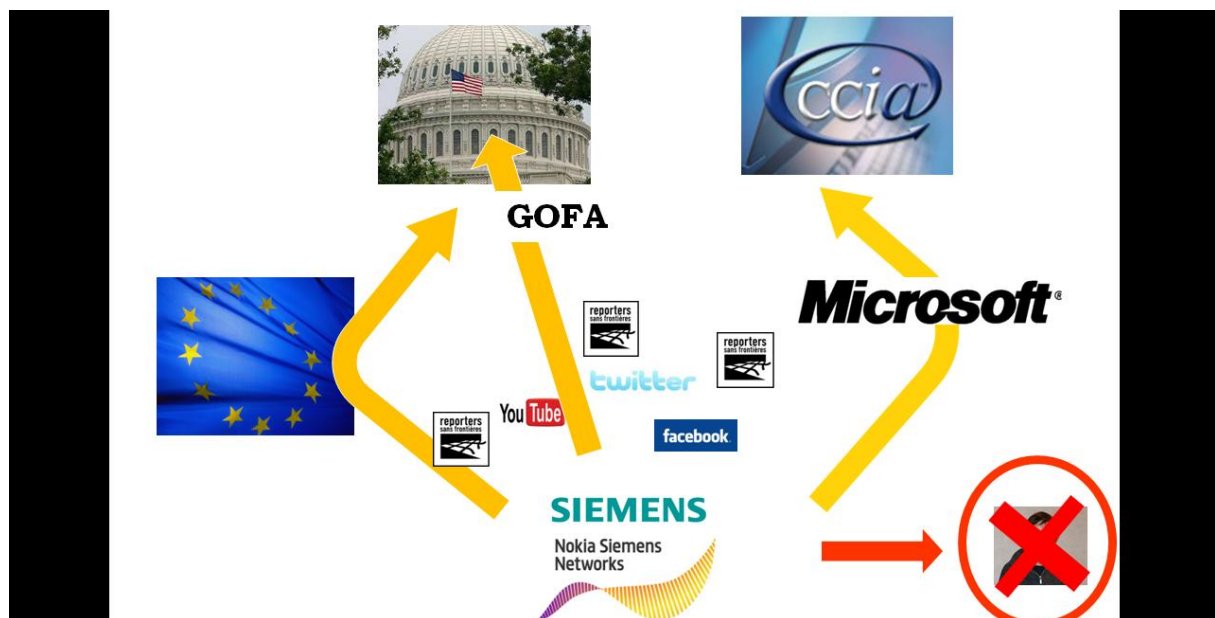 ccia
GOFA
Microsoft®
reporters
sans frontières
reporters
sans frontières
twitter
You Tube
reporters
sans frontières
facebook
SIEMENS
Nokia Siemens
Networks